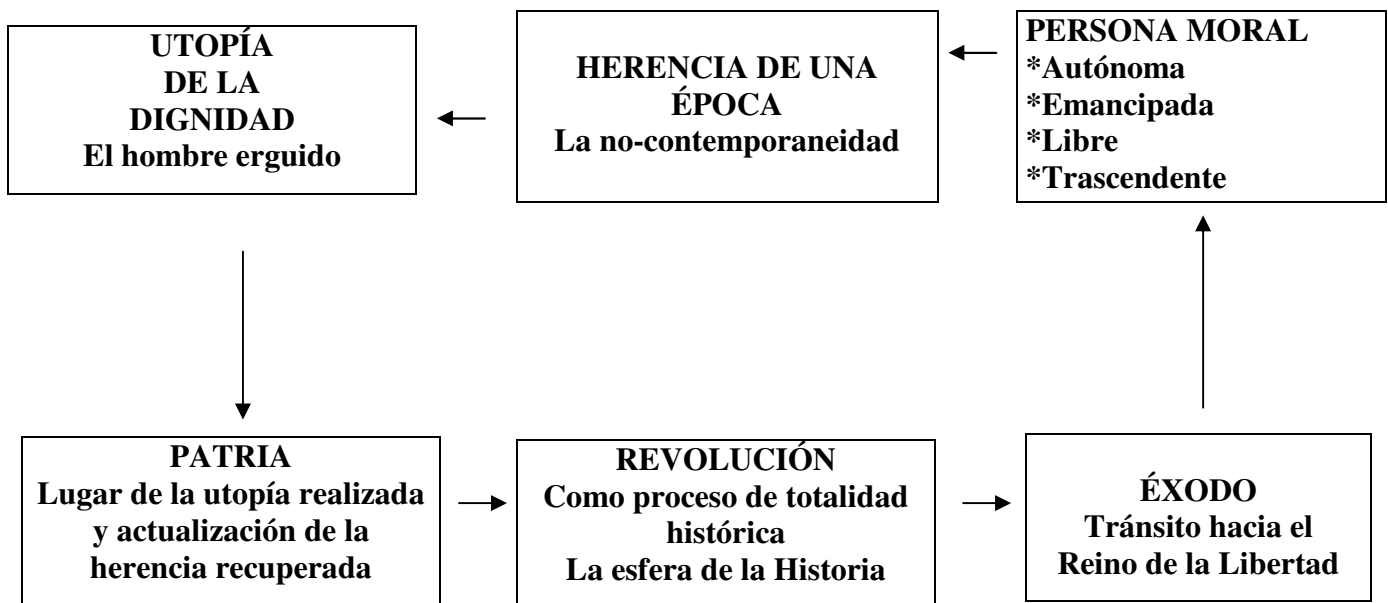 UTOPÍA
DE LA
DIGNIDAD
El hombre erguido
HERENCIA DE UNA
ÉPOCA
La no-contemporaneidad
PERSONA MORAL
*Autónoma
*Emancipada
*Libre
*Trascendente
PATRIA
Lugar de la utopía realizada
y actualización de la
herencia recuperada
REVOLUCIÓN
Como proceso de totalidad
histórica
La esfera de la Historia
ÉXODO
Tránsito hacia el
Reino de la Libertad